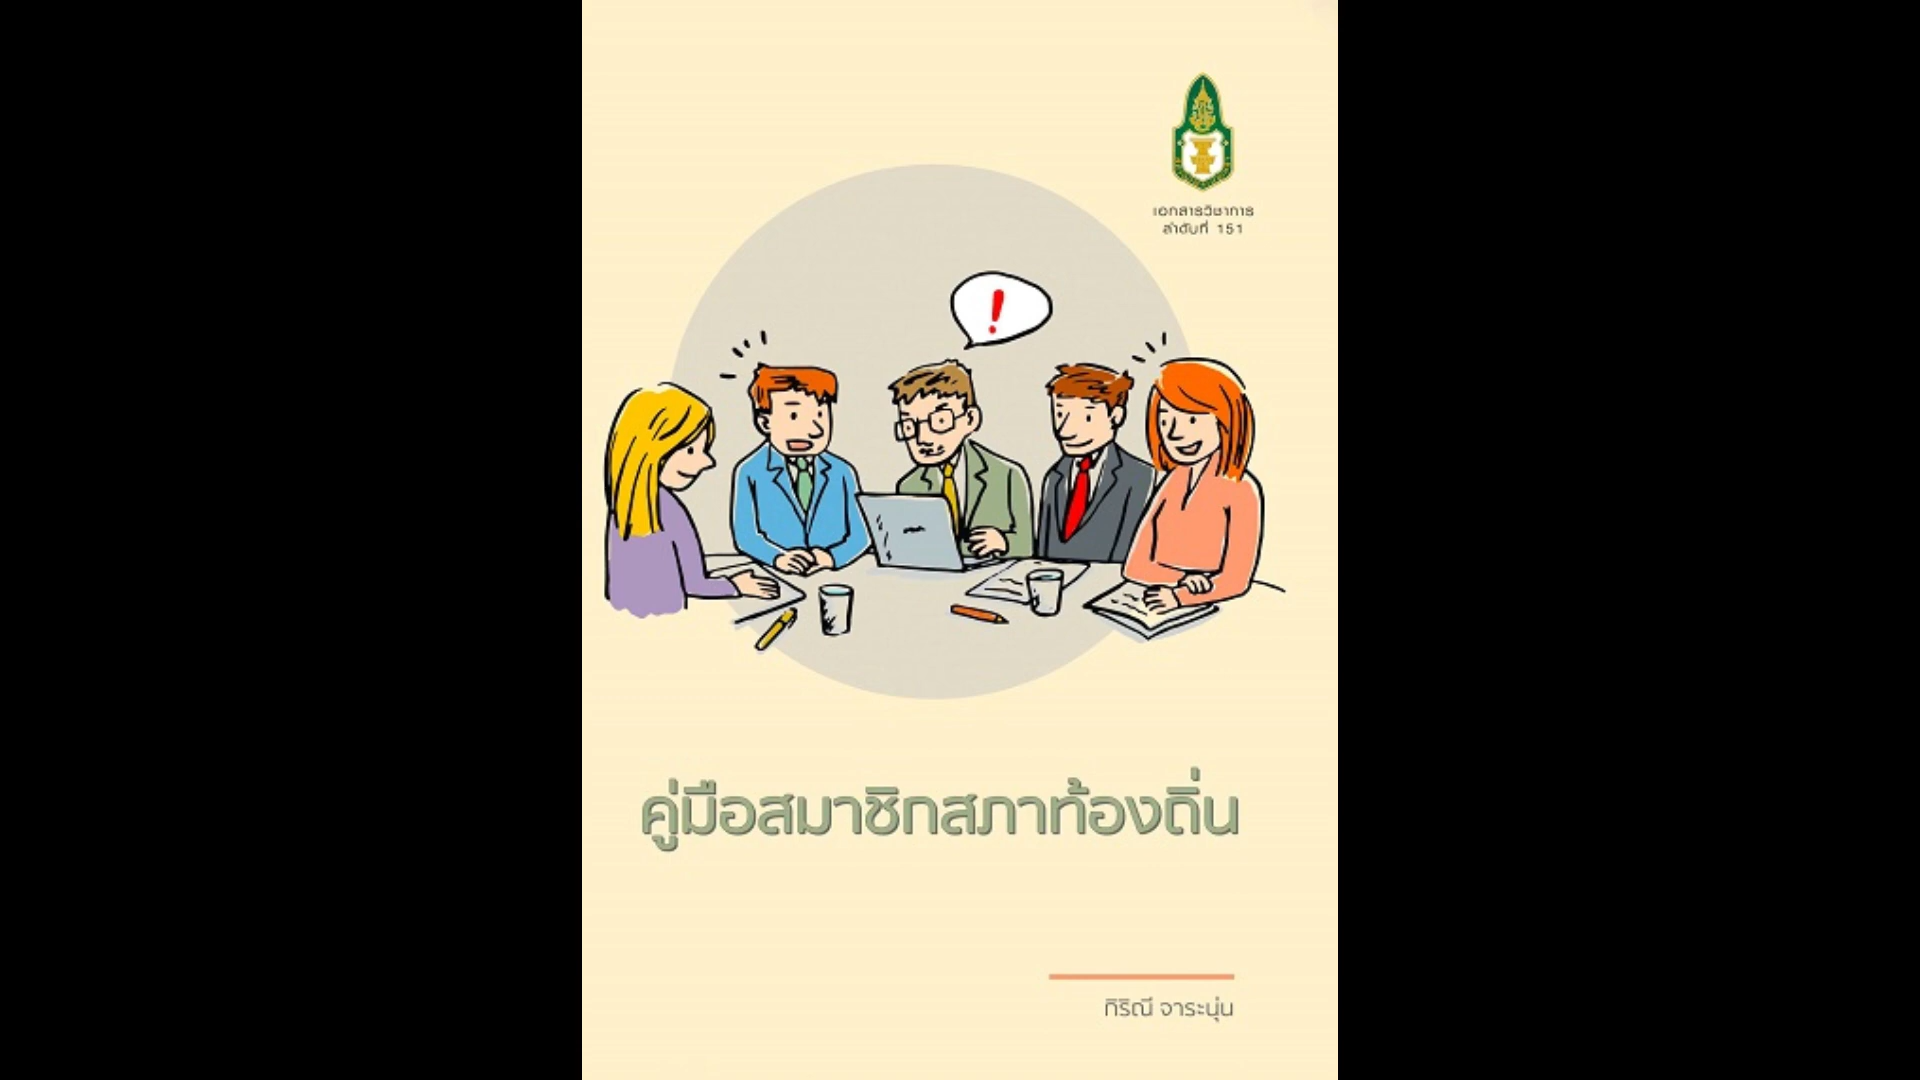 เอกสารวิชาการ
ลำดับที่ 151
!
คู่มือสมาชิกสภาท้องถิ่น
กิริณี จาระนุ่น